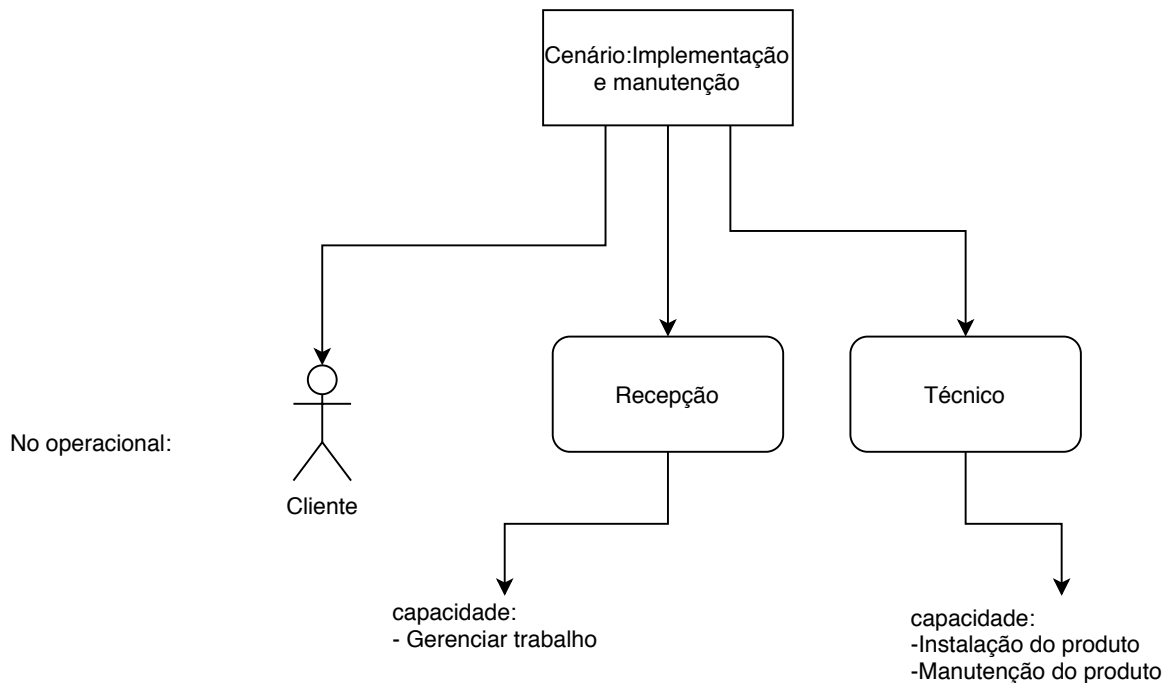 Cenário:Implementação
e manutenção
Recepção
Técnico
No operacional:
Cliente
capacidade:
- Gerenciar trabalho
capacidade:
-Instalação do produto
-Manutenção do produto